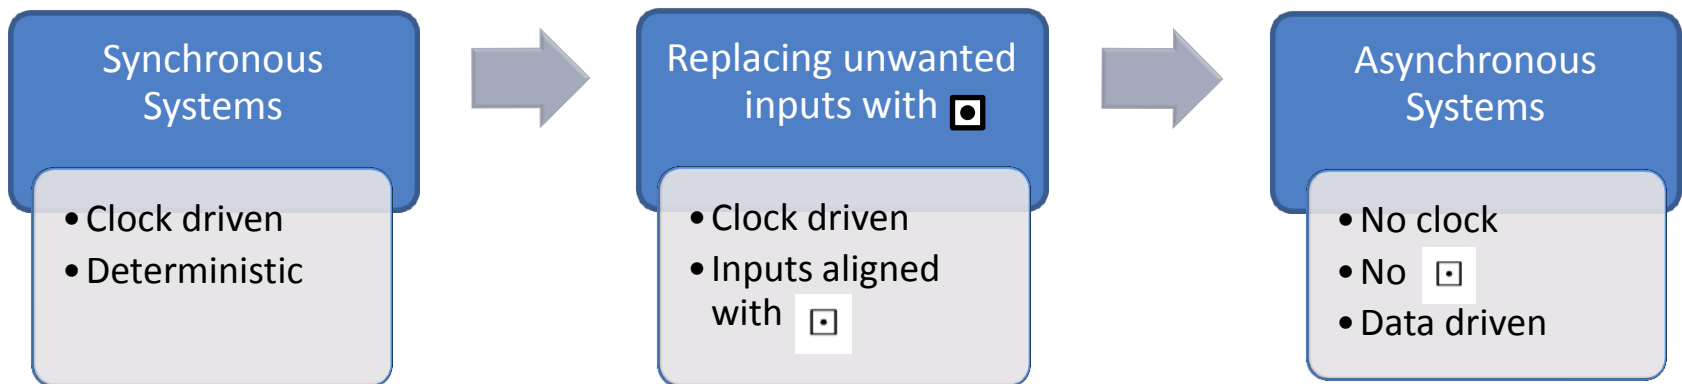 Synchronous
Systems
• Clock driven
• Deterministic
Replacing unwanted
inputs with ⊡
• Clock driven
• Inputs aligned
with ⊡
Asynchronous
Systems
• No clock
• No ⊡
• Data driven